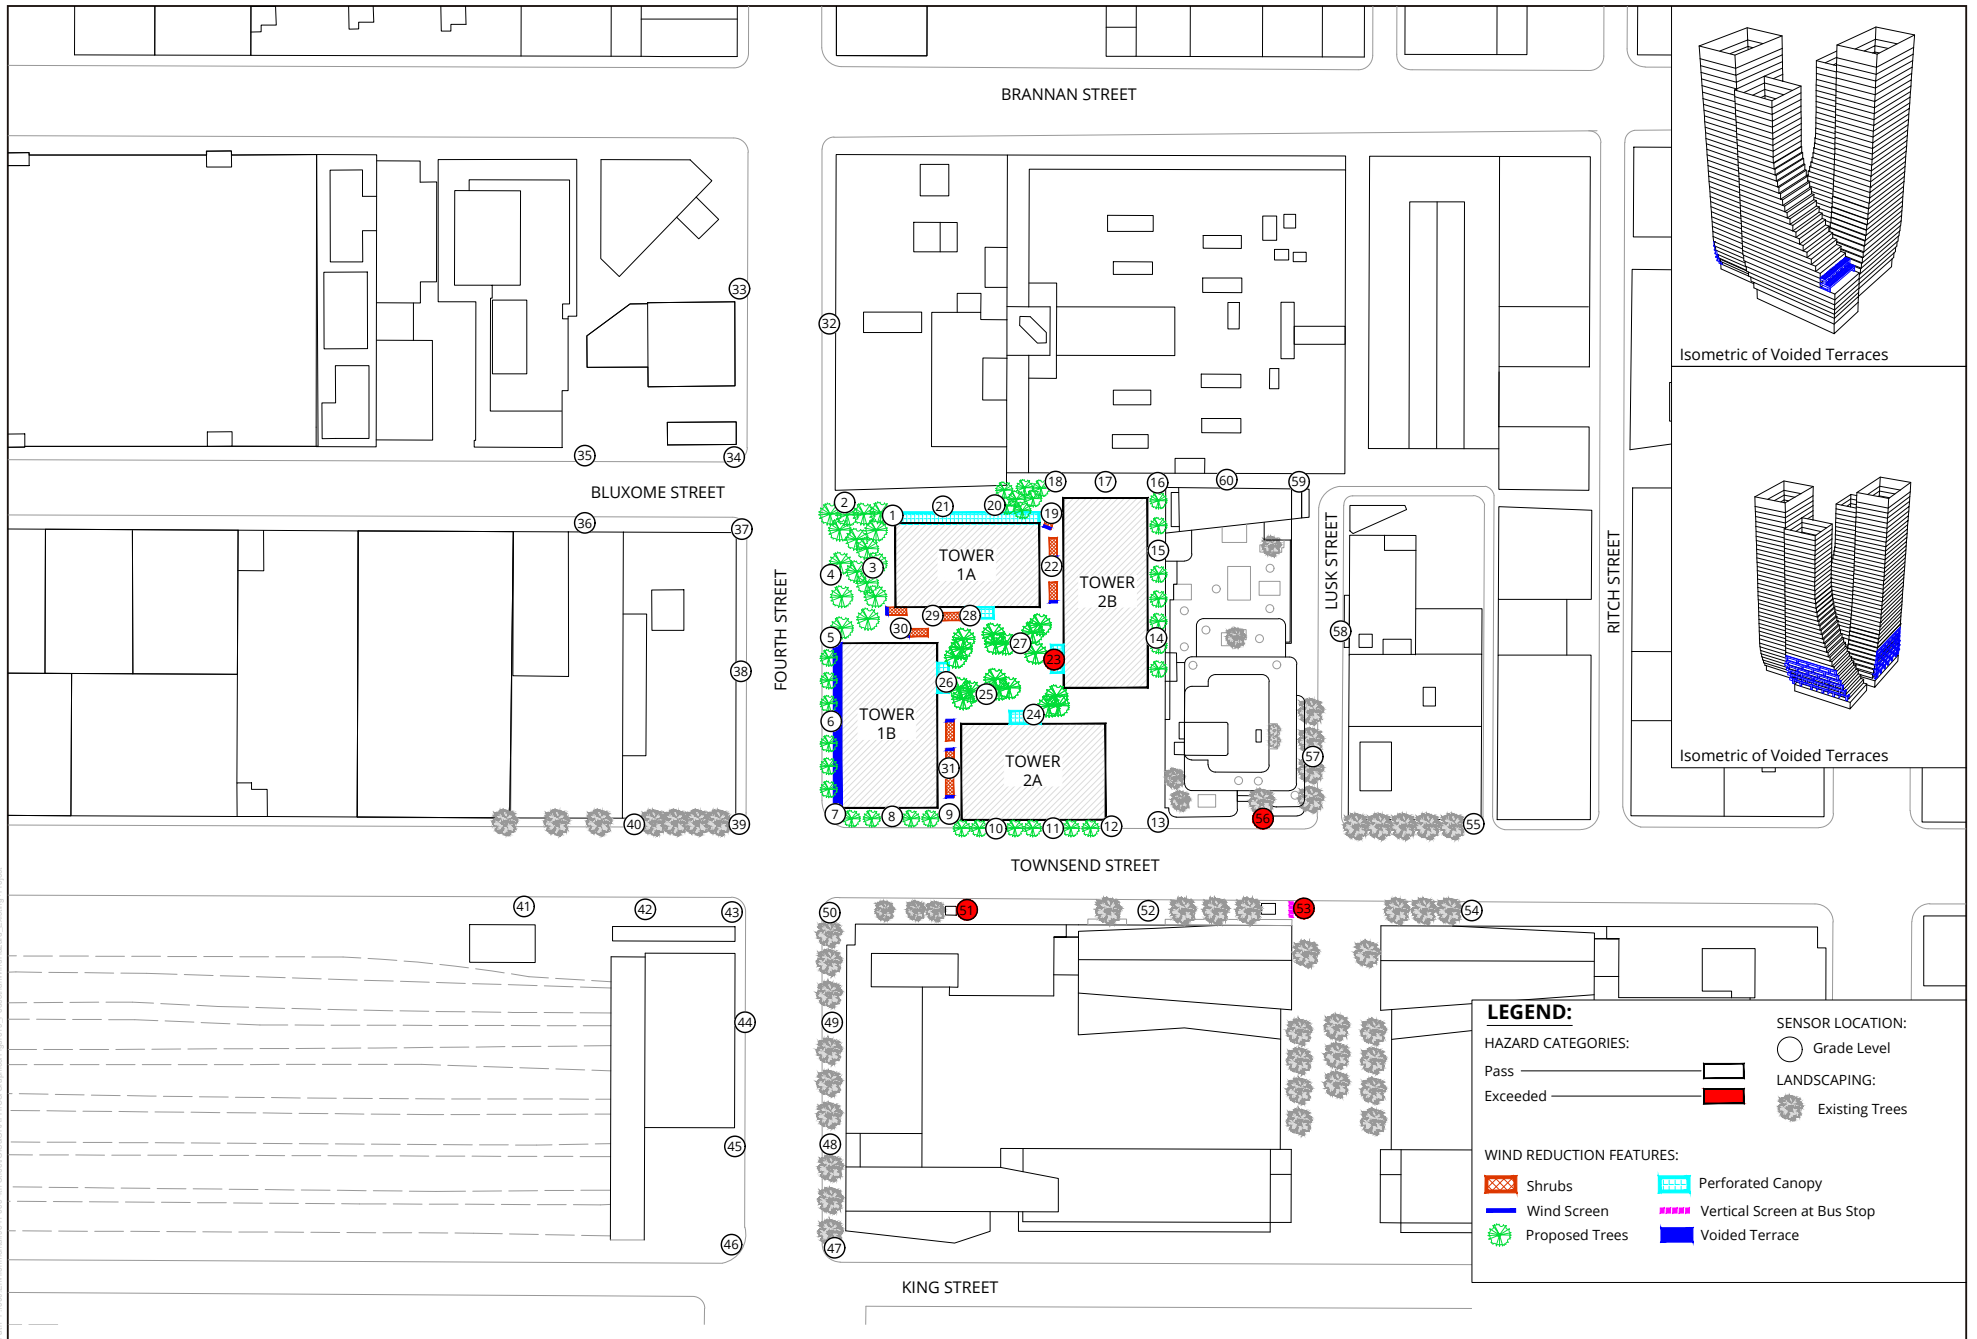 BRANNAN STREET
Isometric of Voided Terraces
33
32
35
34
BLUXOME STREET
36
37
2
1
21
20
18
17
16
60
59
19
TOWER
1A
15
4
3
22
TOWER
2B
FOURTH STREET
LUSK STREET
RITCH STREET
5
30
29
28
27
14
58
23
38
26
25
6
TOWER
1B
24
31
TOWER
2A
57
Isometric of Voided Terraces
7
8
9
10
11
12
13
56
55
40
39
TOWNSEND STREET
41
42
43
50
51
52
53
54
44
49
45
48
46
47
KING STREET
LEGEND:
HAZARD CATEGORIES:
Pass
Exceeded
SENSOR LOCATION:
Grade Level
LANDSCAPING:
Existing Trees
WIND REDUCTION FEATURES:
Shrubs
Wind Screen
Proposed Trees
Perforated Canopy
Vertical Screen at Bus Stop
Voided Terrace